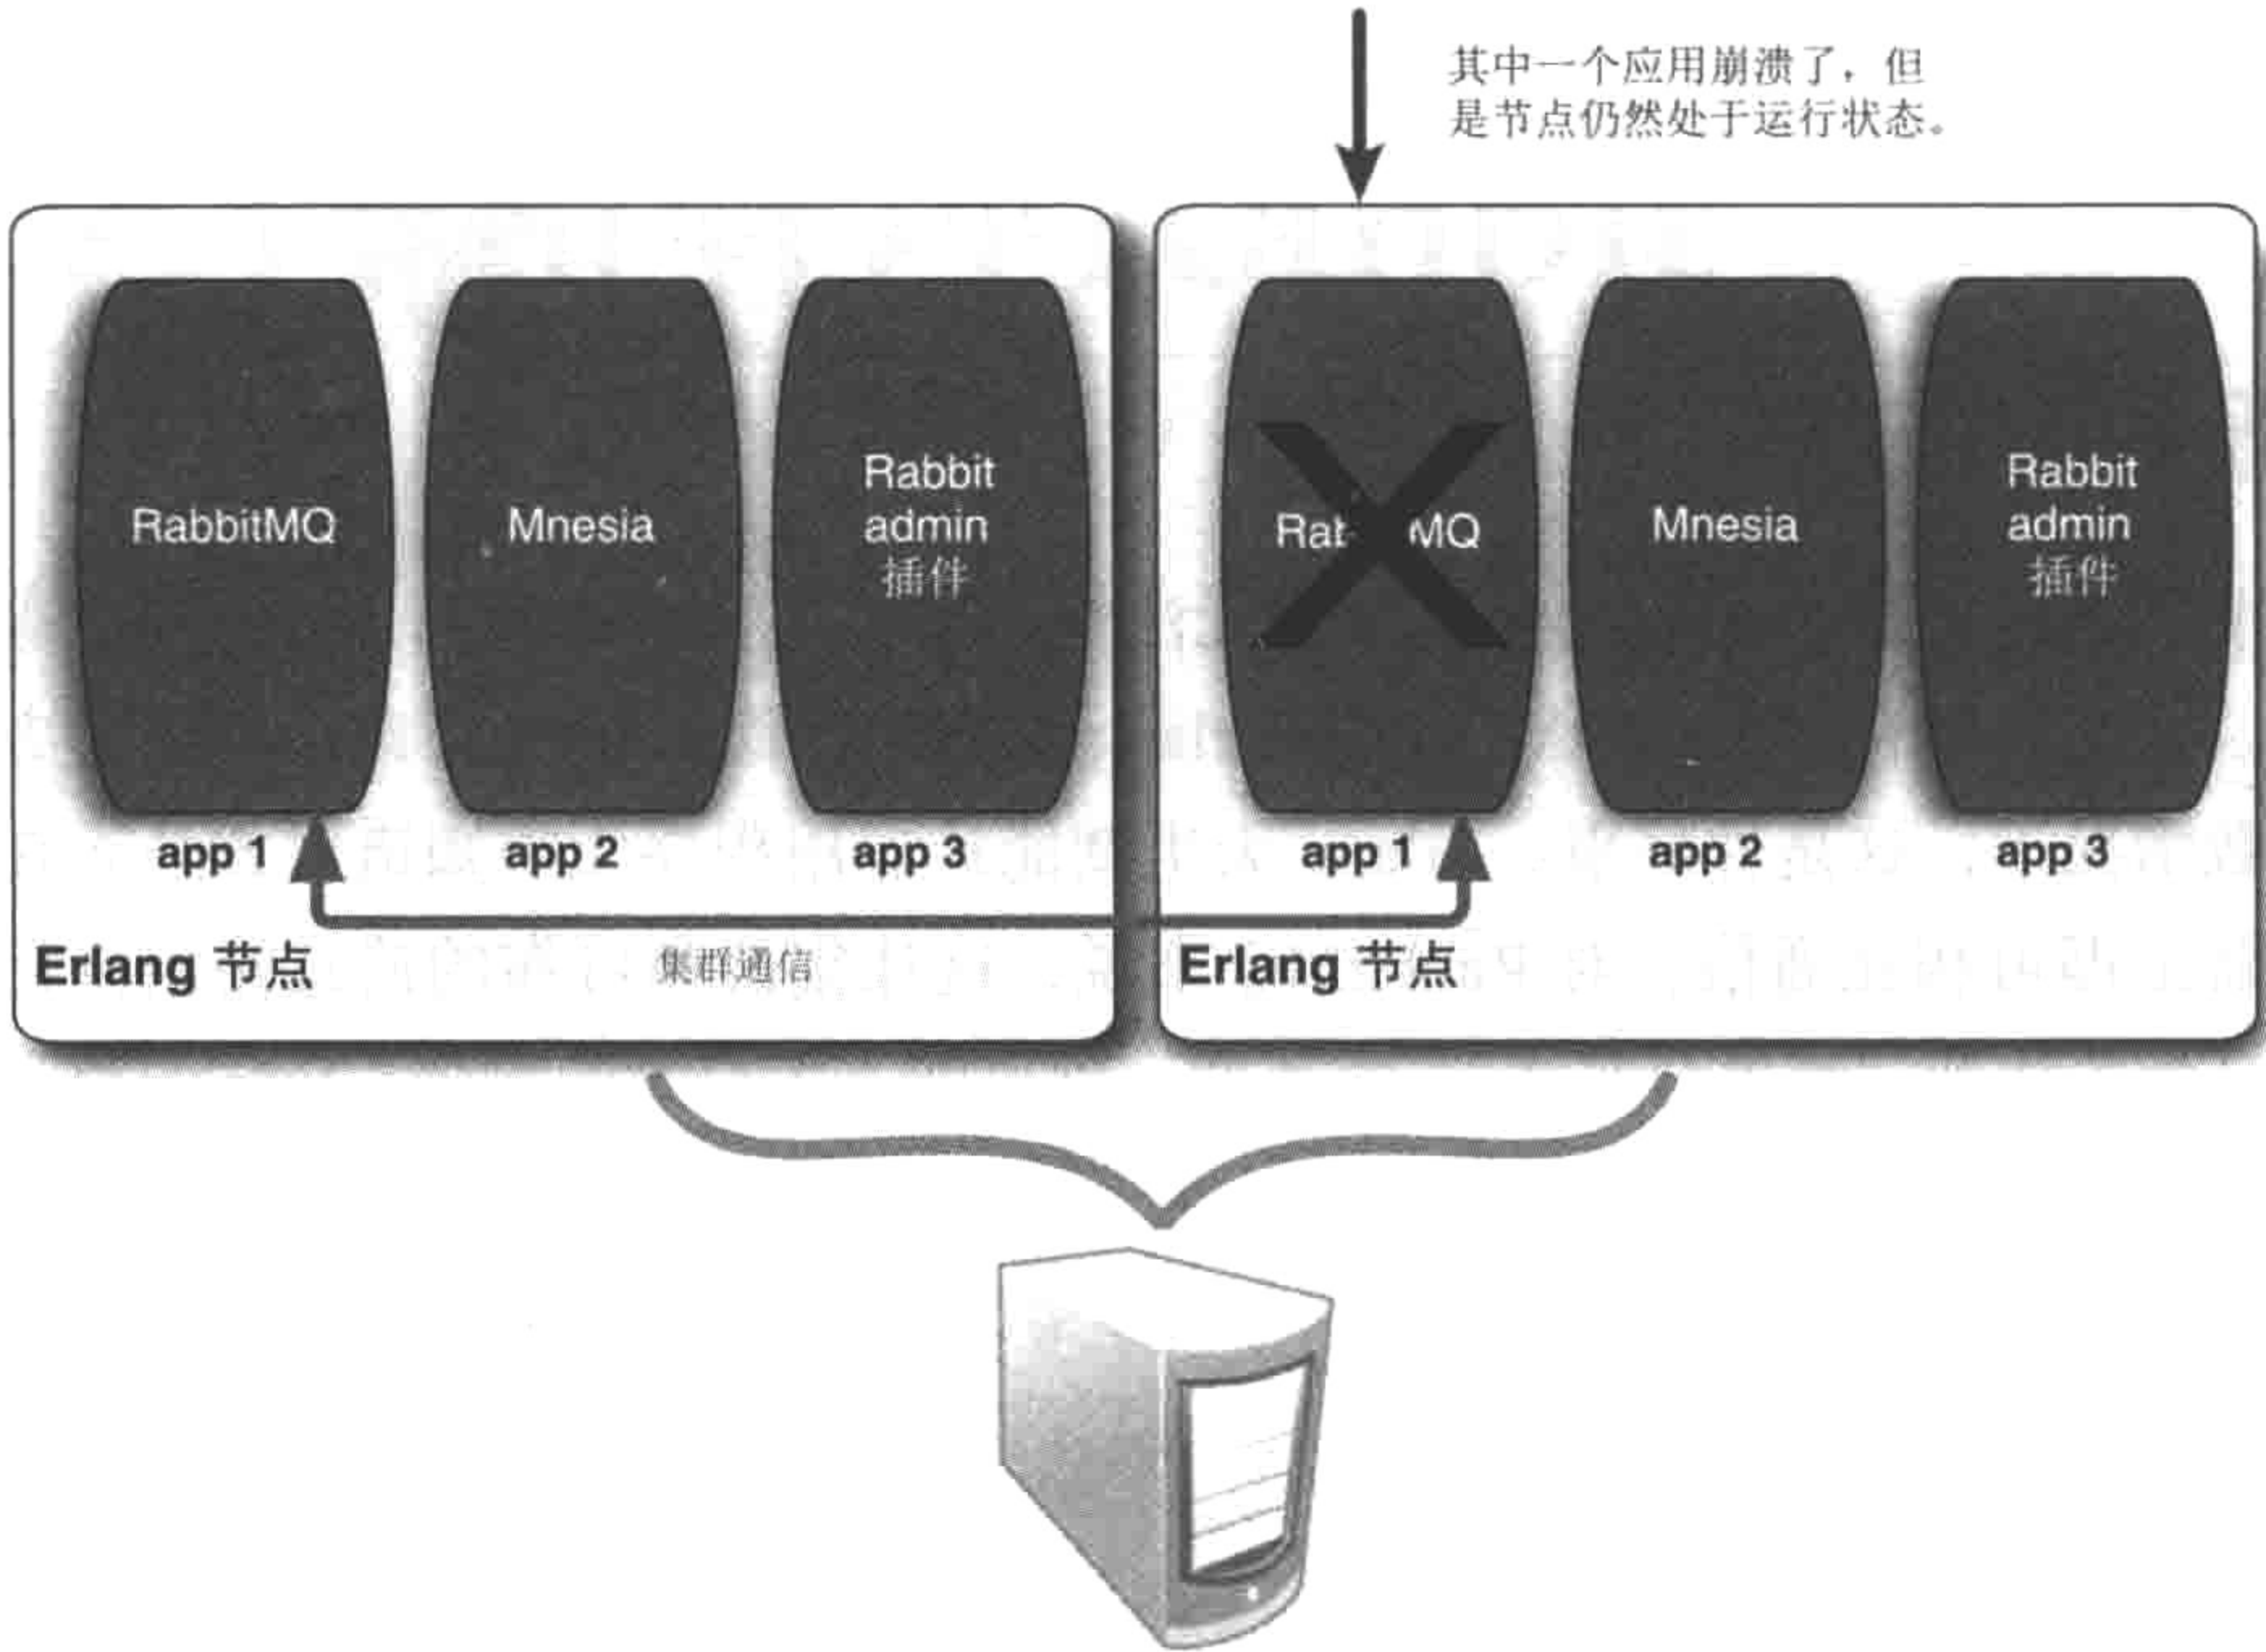 其中一个应用崩溃了，但
是节点仍然处于运行状态。
RabbitMQ
Mnesia
Rabbit
admin
插件
app 1
app 2
app 3
Erlang 节点
集群通信
MQ
Mnesia
Rabbit
admin
插件
app 1
app 2
app 3
Erlang 节点